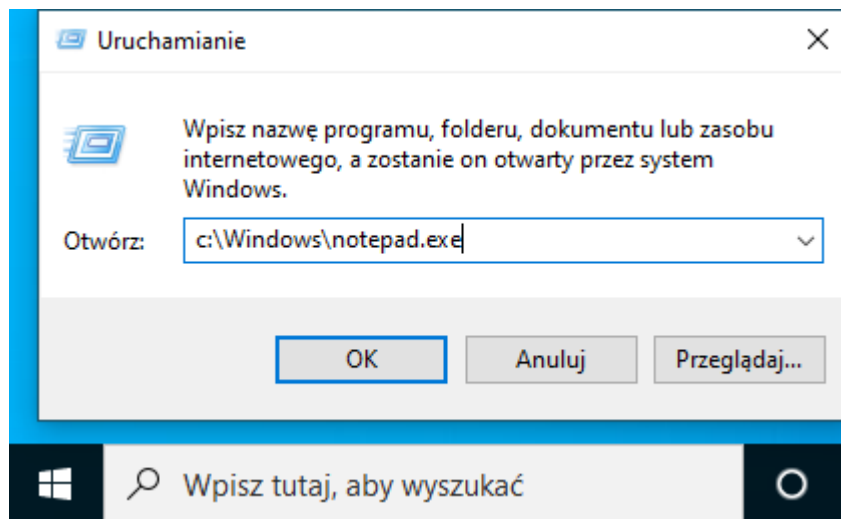 Uruchamianie
Wpisz nazwę programu, folderu, dokumentu lub zasobu
internetowego, a zostanie on otwarty przez system
Windows.
Otwórz: c:\Windows\notepad.exe
OK Anuluj Przeglądaj...
Wpisz tutaj, aby wyszukać